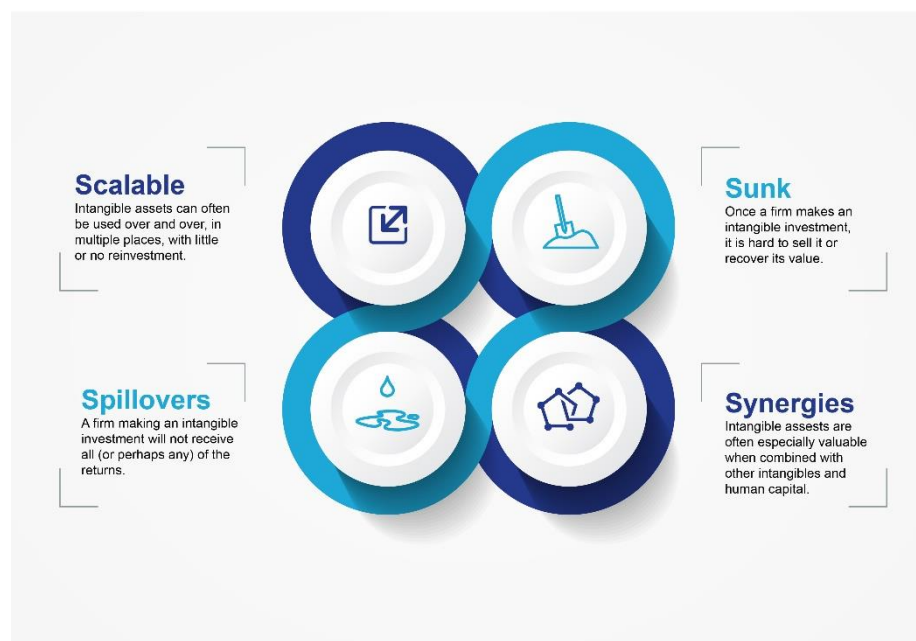 Scalable
Intangible assets can often
be used over and over, in
multiple places, with little
or no reinvestment.
Sunk
Once a firm makes an
intangible investment,
it is hard to sell it or
recover its value.
Spillovers
A firm making an intangible
investment will not receive
all (or perhaps any) of the
returns.
Synergies
Intangible assests are
often especially valuable
when combined with
other intangibles and
human capital.